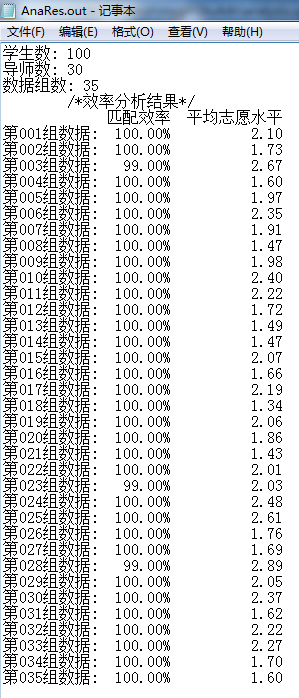 AnaRes.out - 记事本
文件(F) 编辑(E) 格式(O) 查看(V) 帮助(H)
学生数: 100
导师数: 30
数据组数: 35
/*效率分析结果*/
匹配效率 平均志愿水平
第001组数据: 100.00% 2.10
第002组数据: 100.00% 1.73
第003组数据: 99.00% 2.67
第004组数据: 100.00% 1.60
第005组数据: 100.00% 1.97
第006组数据: 100.00% 2.35
第007组数据: 100.00% 1.91
第008组数据: 100.00% 1.47
第009组数据: 100.00% 1.98
第010组数据: 100.00% 2.40
第011组数据: 100.00% 2.22
第012组数据: 100.00% 1.72
第013组数据: 100.00% 1.49
第014组数据: 100.00% 1.47
第015组数据: 100.00% 2.07
第016组数据: 100.00% 1.66
第017组数据: 100.00% 2.19
第018组数据: 100.00% 1.34
第019组数据: 100.00% 2.06
第020组数据: 100.00% 1.86
第021组数据: 100.00% 1.43
第022组数据: 100.00% 2.01
第023组数据: 99.00% 2.03
第024组数据: 100.00% 2.48
第025组数据: 100.00% 2.61
第026组数据: 100.00% 1.76
第027组数据: 100.00% 1.69
第028组数据: 99.00% 2.89
第029组数据: 100.00% 2.05
第030组数据: 100.00% 2.37
第031组数据: 100.00% 1.62
第032组数据: 100.00% 2.22
第033组数据: 100.00% 2.27
第034组数据: 100.00% 1.70
第035组数据: 100.00% 1.60